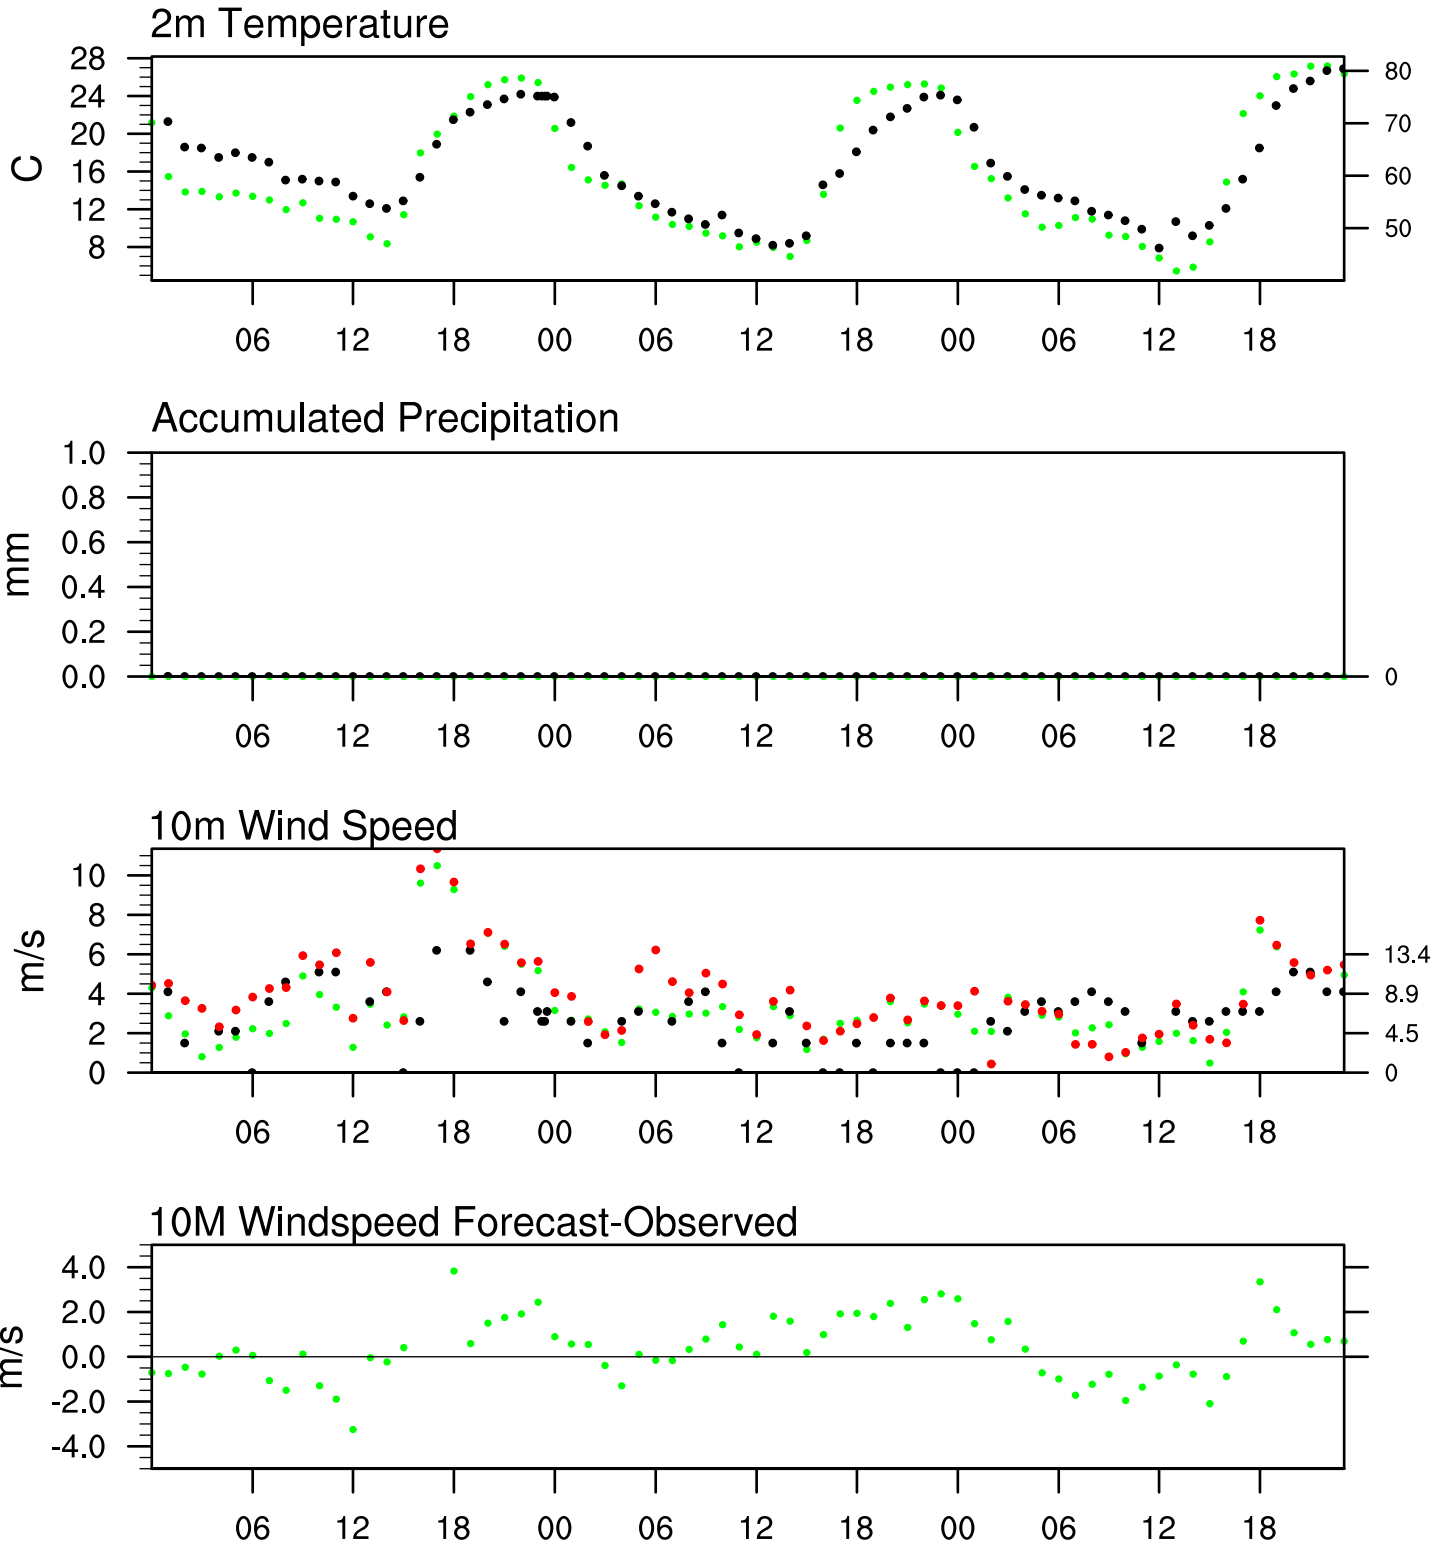 2m Temperature
28
24
20
16
12
8
C
80
70
60
50
06 12 18 00 06 12 18 00 06 12 18
Accumulated Precipitation
1.0
0.8
0.6
0.4
0.2
0.0
mm
0
06 12 18 00 06 12 18 00 06 12 18
10m Wind Speed
10
8
6
4
2
0
m/s
13.4
8.9
4.5
0
06 12 18 00 06 12 18 00 06 12 18
10M Windspeed Forecast-Observed
4.0
2.0
0.0
-2.0
-4.0
m/s
06 12 18 00 06 12 18 00 06 12 18